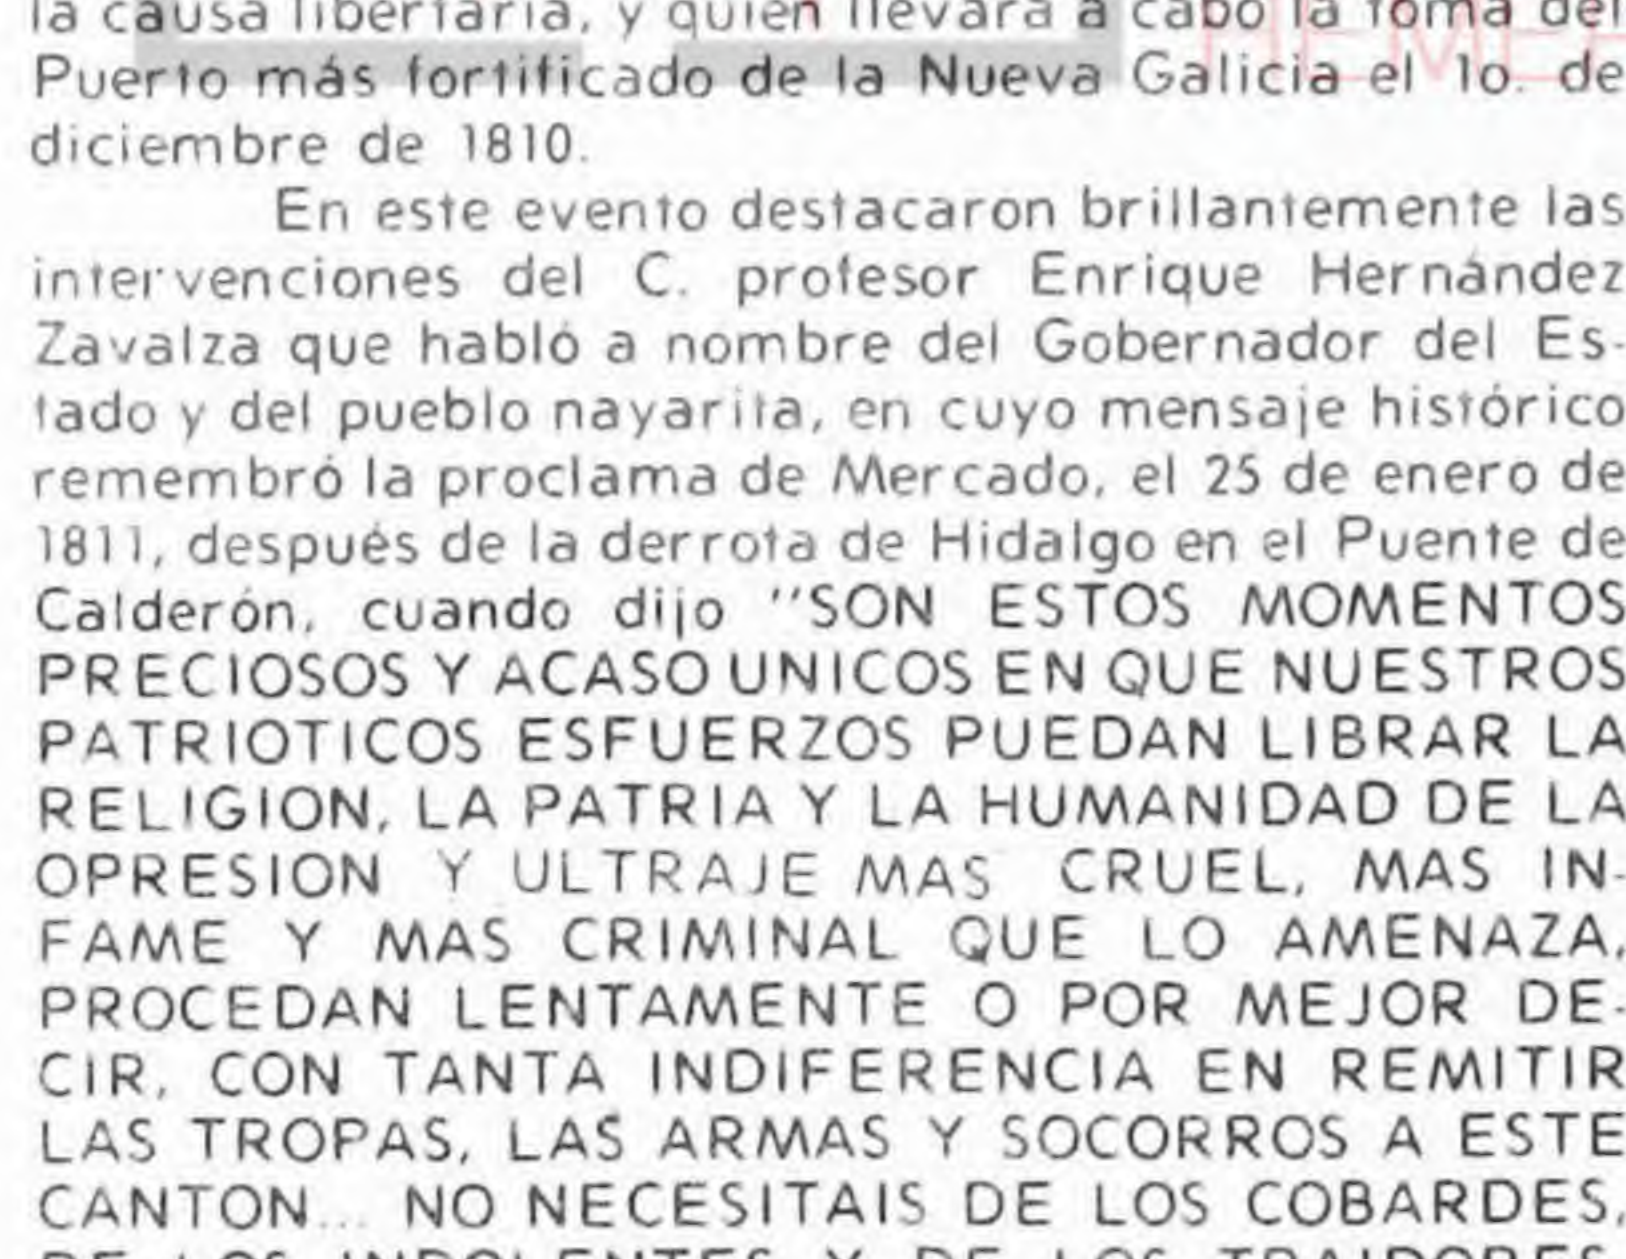 la causa libertaria, y quien llevara a cabo la toma del
Puerto más fortificado de la Nueva Galicia el 1o. de
diciembre de 1810.
En este evento destacaron brillantemente las
intervenciones del C. profesor Enrique Hernández
Zavalza que habló a nombre del Gobernador del Es-
tado y del pueblo nayarita, en cuyo mensaje histórico
remembró la proclama de Mercado, el 25 de enero de
1811, después de la derrota de Hidalgo en el Puente de
Calderón, cuando dijo "SON ESTOS MOMENTOS
PRECIOSOS Y ACASO UNICOS EN QUE NUESTROS
PATRIOTICOS ESFUERZOS PUEDAN LIBRAR LA
RELIGION, LA PATRIA Y LA HUMANIDAD DE LA
OPRESION Y ULTRAJE MAS CRUEL, MAS IN-
FAME Y MAS CRIMINAL QUE LO AMENAZA,
PROCEDAN LENTAMENTE O POR MEJOR DE-
CIR, CON TANTA INDIFERENCIA EN REMITIR
LAS TROPAS, LAS ARMAS Y SOCORROS A ESTE
CANTON... NO NECESITAIS DE LOS COBARDES,
DE LOS INDOLENTES Y DE LOS TRAIDORES,